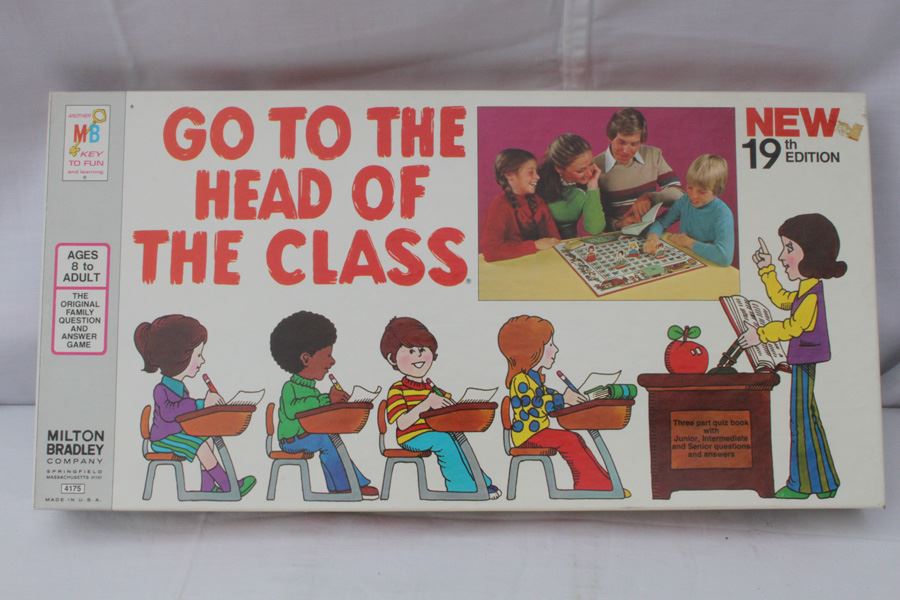 ANOTHER
MB
KEY
TO FUN
and learning
®
AGES
8 to
ADULT
THE
ORIGINAL
FAMILY
QUESTION
AND
ANSWER
GAME
MILTON
BRADLEY
COMPANY
SPRINGFIELD
MASSACHUSETTS 01101
4175
MADE IN U.S.A.
GO TO THE
HEAD OF
THE CLASS®
NEW
19th EDITION
Three part quiz book
with
Junior, Intermediate
and Senior questions
and answers